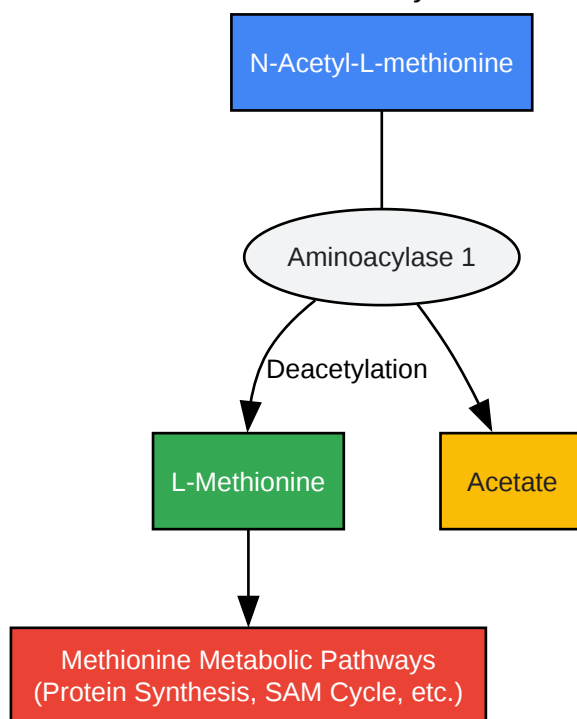 N-Acetyl-L-methionine
Aminoacylase 1
Deacetylation
L-Methionine
Acetate
Methionine Metabolic Pathways
(Protein Synthesis, SAM Cycle, etc.)